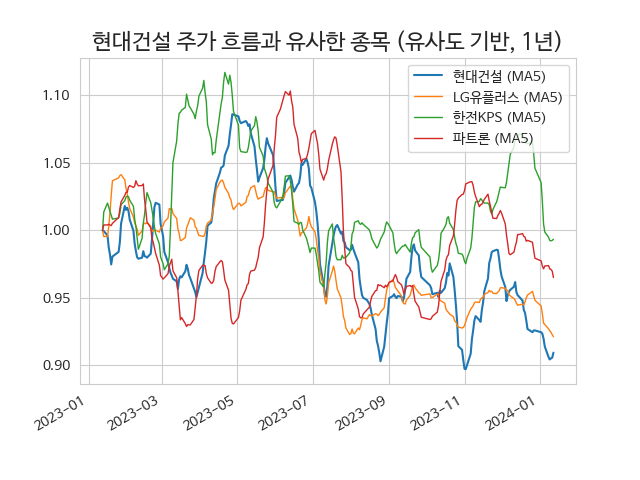 현대건설 주가 흐름과 유사한 종목 (유사도 기반, 1년)
현대건설 (MA5)
LG유플러스 (MA5)
한전KPS (MA5)
파트론 (MA5)
1.10
1.05
1.00
0.95
0.90
2023-01
2023-03
2023-05
2023-07
2023-09
2023-11
2024-01